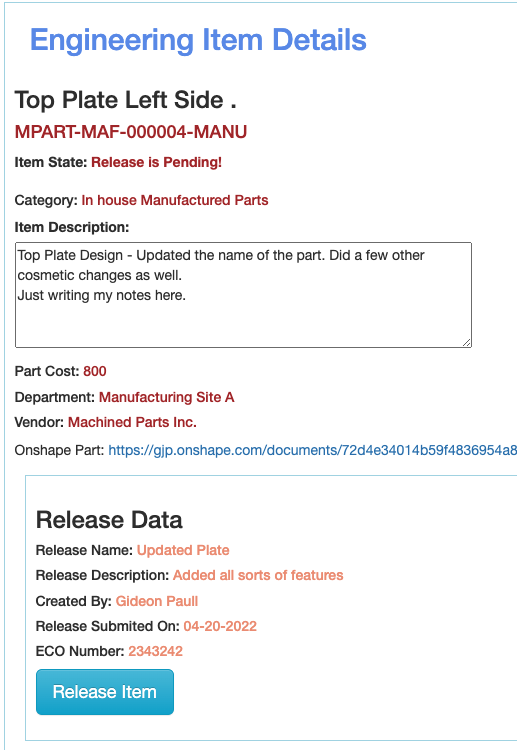 Engineering Item Details
Top Plate Left Side .
MPART-MAF-000004-MANU
Item State: Release is Pending!
Category: In house Manufactured Parts
Item Description:
Top Plate Design - Updated the name of the part. Did a few other
cosmetic changes as well.
Just writing my notes here.
Part Cost: 800
Department: Manufacturing Site A
Vendor: Machined Parts Inc.
Onshape Part: https://gjp.onshape.com/documents/72d4e34014b59f4836954a8
Release Data
Release Name: Updated Plate
Release Description: Added all sorts of features
Created By: Gideon Paull
Release Submited On: 04-20-2022
ECO Number: 2343242
Release Item